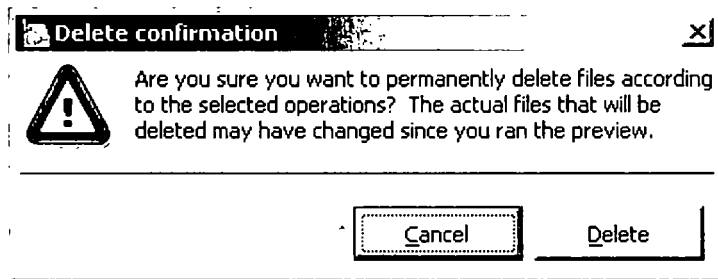 Delete confirmation
Are you sure you want to permanently delete files according
to the selected operations? The actual files that will be
deleted may have changed since you ran the preview.
Cancel
Delete